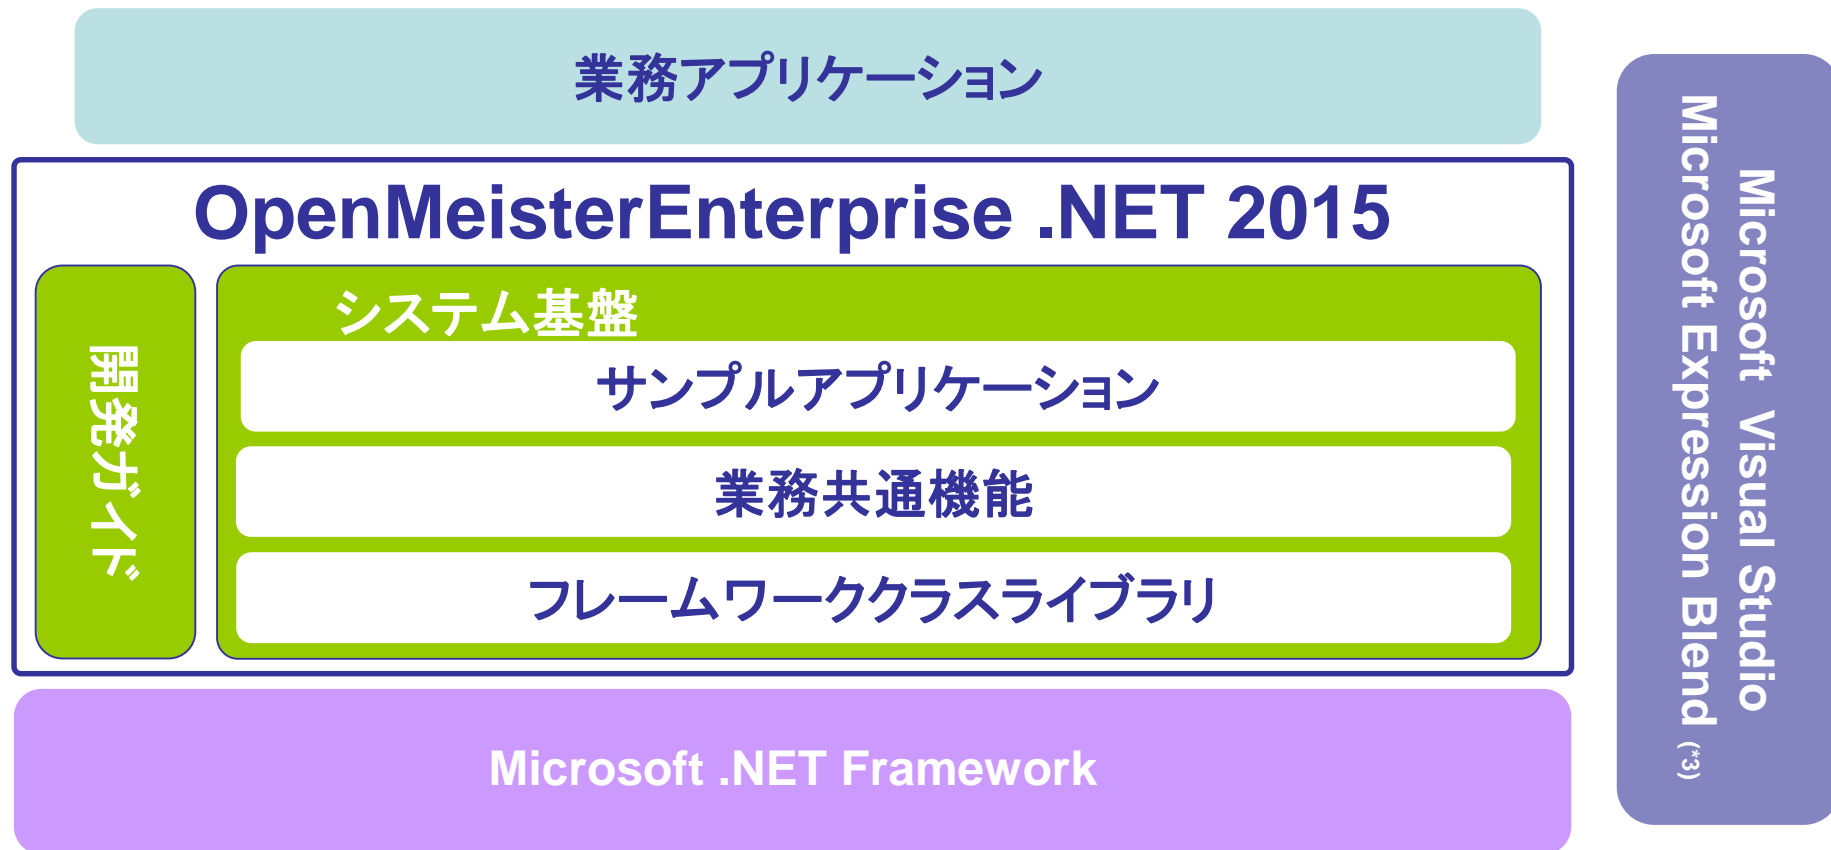 業務アプリケーション
OpenMeisterEnterprise .NET 2015
開発ガイド
システム基盤
サンプルアプリケーション
業務共通機能
フレームワーククラスライブラリ
Microsoft .NET Framework
Microsoft Visual Studio
Microsoft Expression Blend (*3)